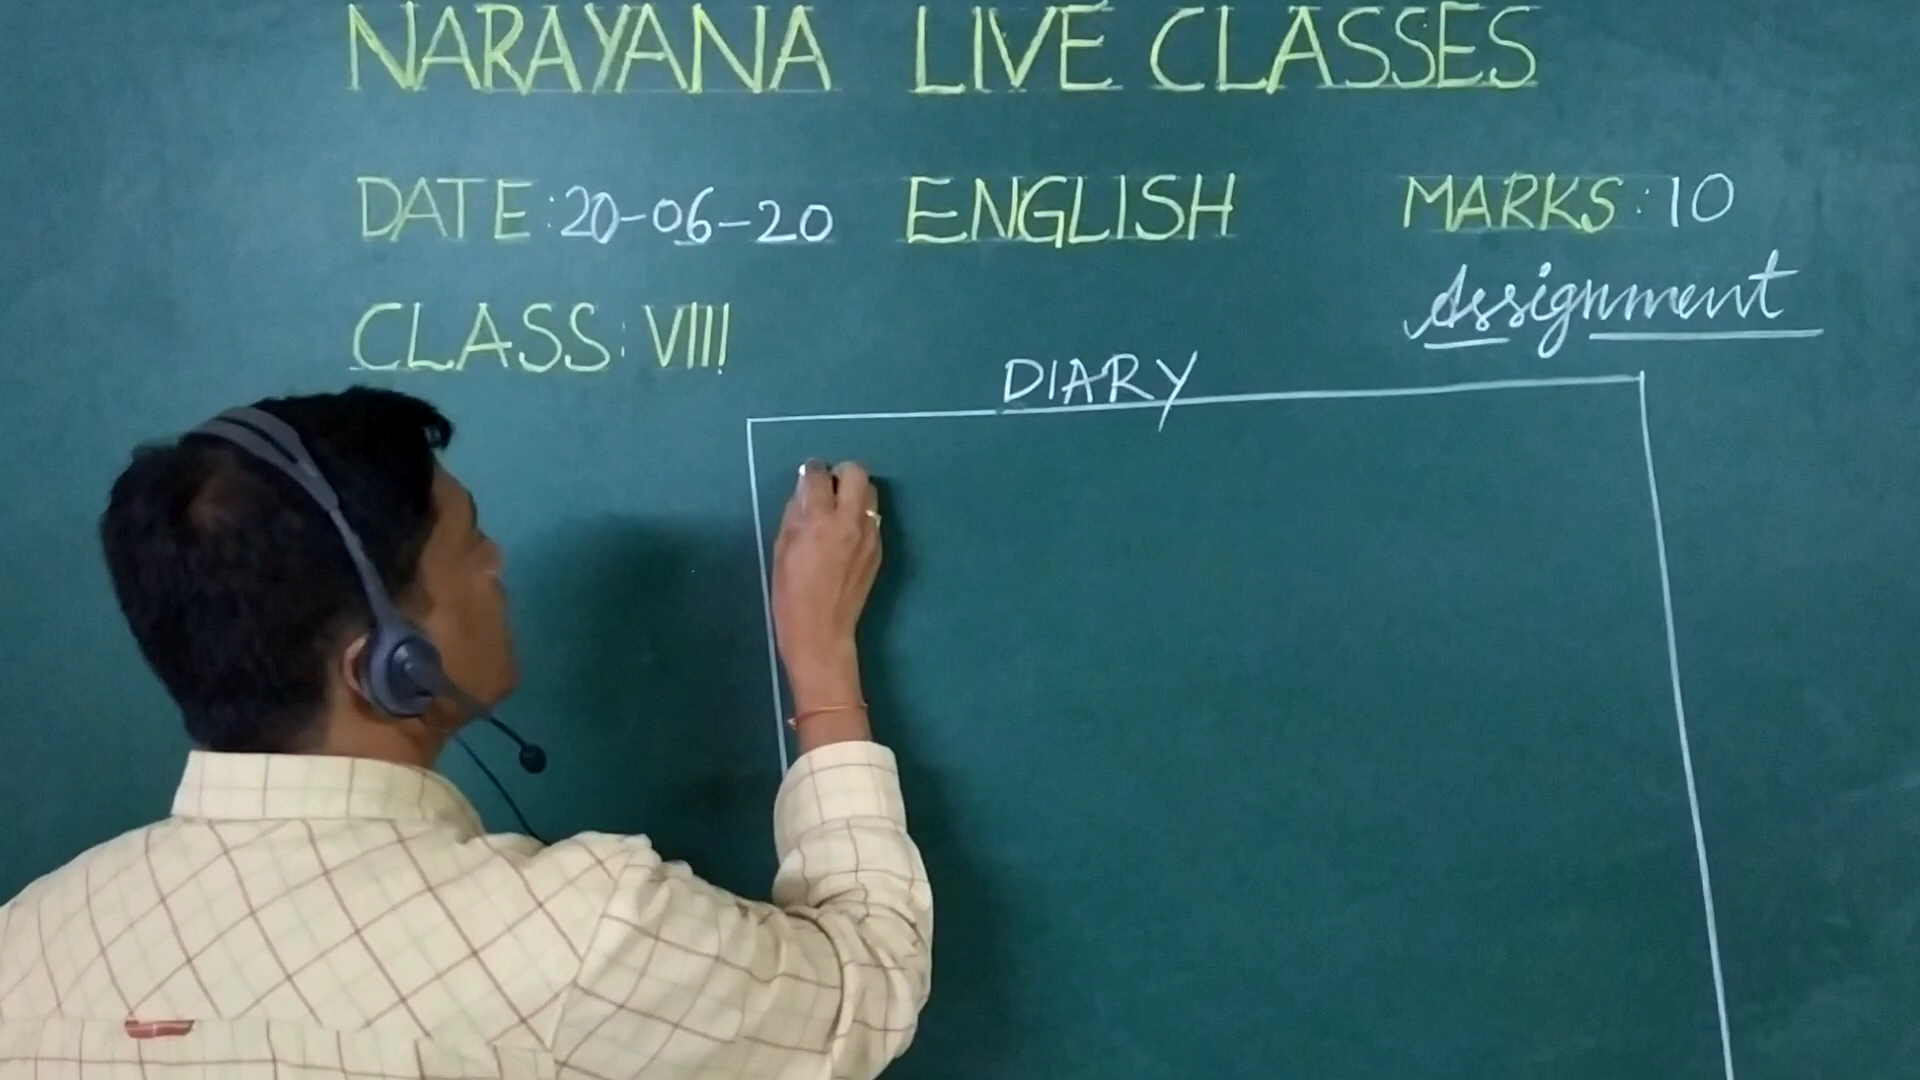 NARAYANA LIVE CLASSES
DATE: 20-06-20 ENGLISH MARKS: 10
Assignment
CLASS: VIII
DIARY